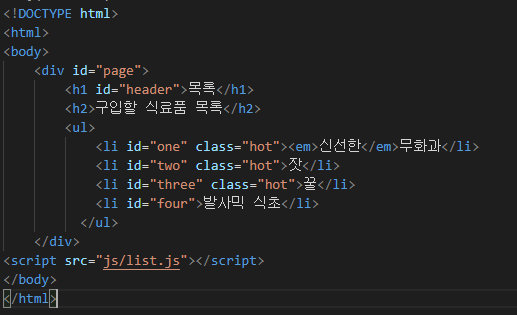 <!DOCTYPE html>
<html>
<body>
    <div id="page">
        <h1 id="header">목록</h1>
        <h2>구입할 식료품 목록</h2>
        <ul>
            <li id="one" class="hot"><em>신선한</em>무화과</li>
            <li id="two" class="hot">잣</li>
            <li id="three" class="hot">꿀</li>
            <li id="four">발사믹 식초</li>
          </ul>
    </div>
<script src="js/list.js"></script>
</body>
</html>